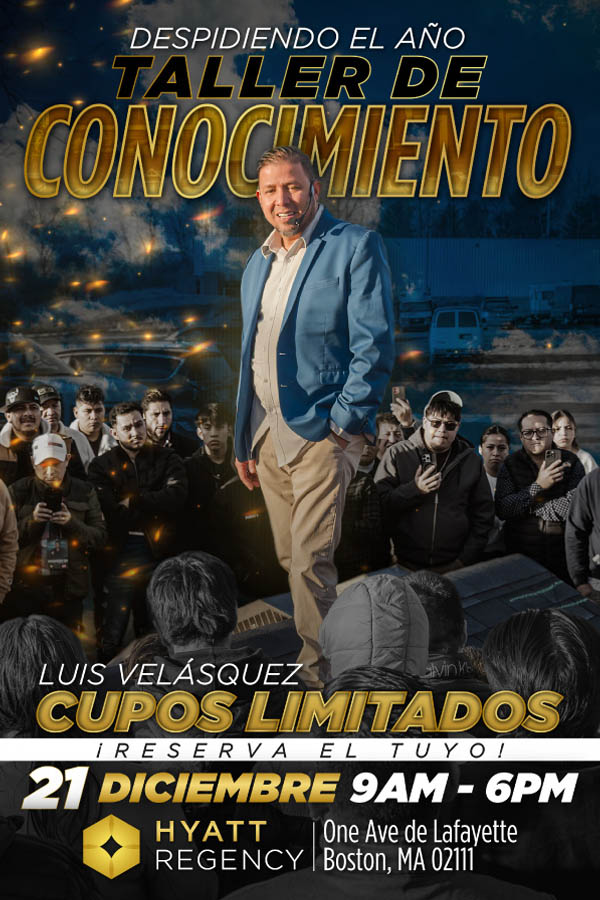 DESPIDIENDO EL AÑO
TALLER DE
CONOCIMIENTO
LUIS VELÁSQUEZ
CUPOS LIMITADOS
¡RESERVA EL TUYO!
21 DICIEMBRE 9AM - 6PM
HYATT
REGENCY
One Ave de Lafayette
Boston, MA 02111